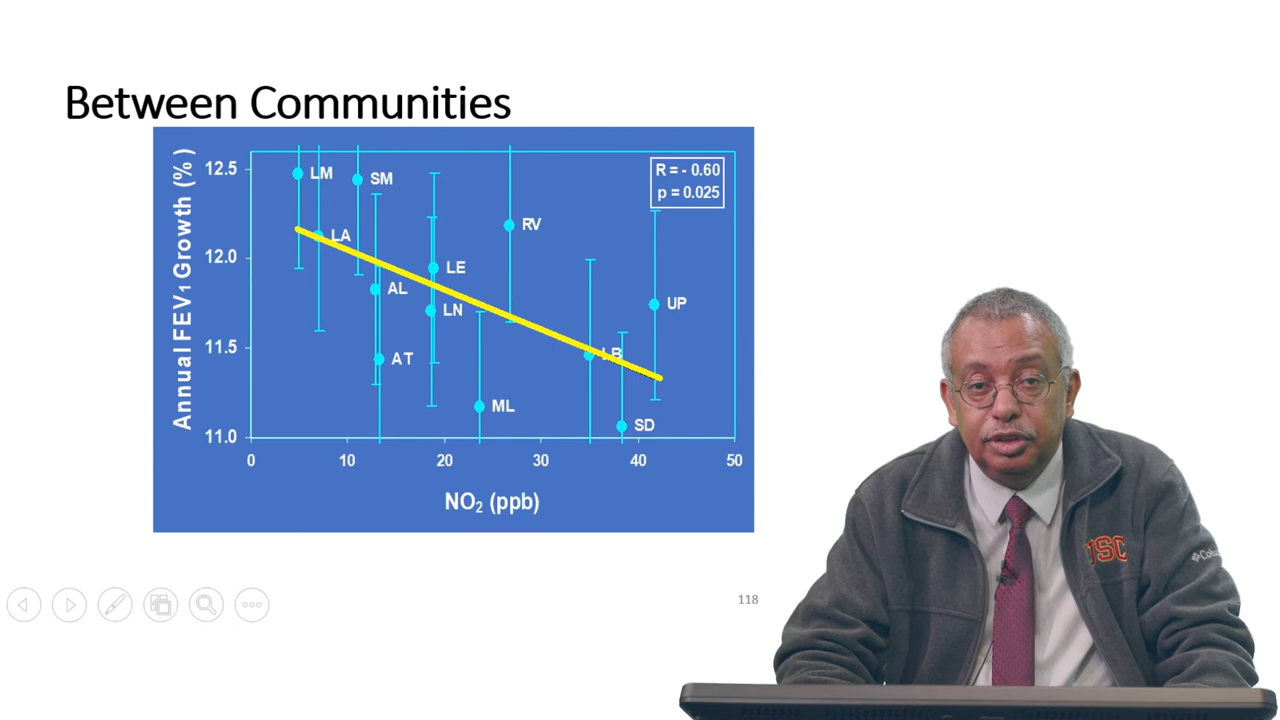 Between Communities
Annual FEV1 Growth (%)
12.5
12.0
11.5
11.0
R = - 0.60
p = 0.025
LM
SM
LA
RV
LE
AL
LN
UP
AT
LB
ML
SD
0 10 20 30 40 50
NO2 (ppb)
118
USC